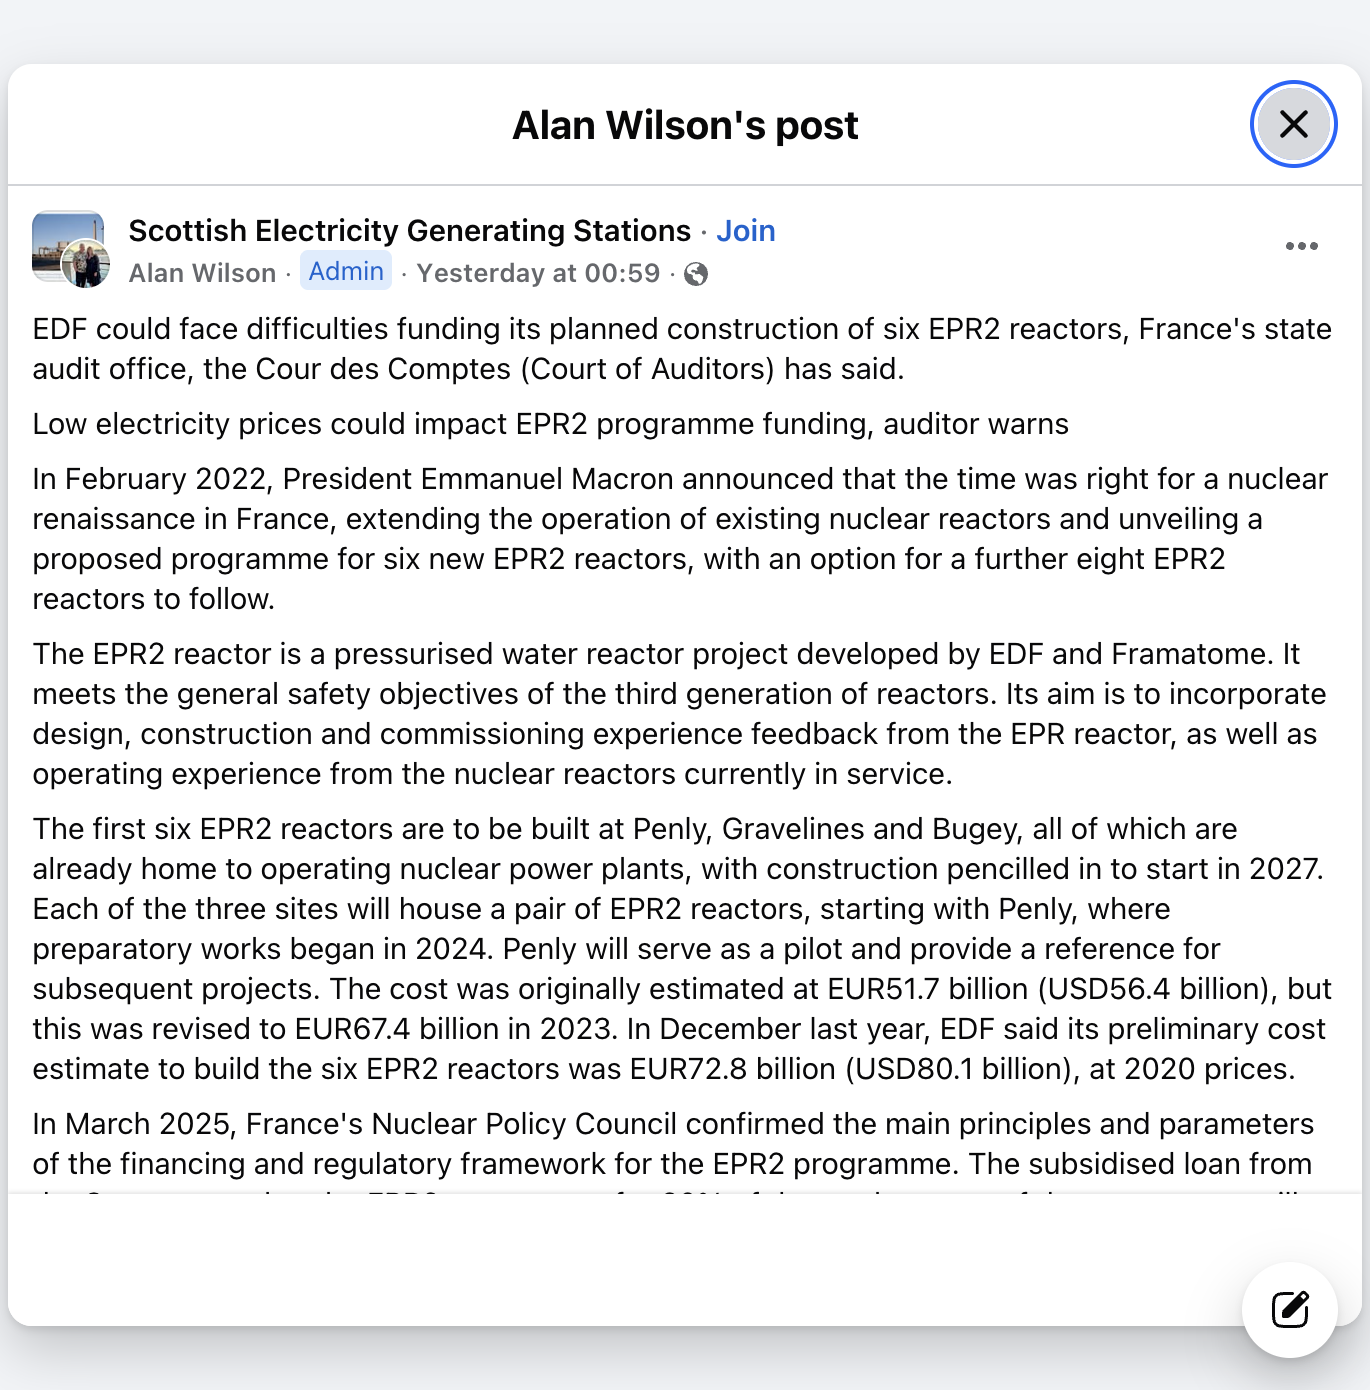 Alan Wilson's post
Scottish Electricity Generating Stations · Join
Alan Wilson · Admin · Yesterday at 00:59 ·
EDF could face difficulties funding its planned construction of six EPR2 reactors, France's state
audit office, the Cour des Comptes (Court of Auditors) has said.
Low electricity prices could impact EPR2 programme funding, auditor warns
In February 2022, President Emmanuel Macron announced that the time was right for a nuclear
renaissance in France, extending the operation of existing nuclear reactors and unveiling a
proposed programme for six new EPR2 reactors, with an option for a further eight EPR2
reactors to follow.
The EPR2 reactor is a pressurised water reactor project developed by EDF and Framatome. It
meets the general safety objectives of the third generation of reactors. Its aim is to incorporate
design, construction and commissioning experience feedback from the EPR reactor, as well as
operating experience from the nuclear reactors currently in service.
The first six EPR2 reactors are to be built at Penly, Gravelines and Bugey, all of which are
already home to operating nuclear power plants, with construction pencilled in to start in 2027.
Each of the three sites will house a pair of EPR2 reactors, starting with Penly, where
preparatory works began in 2024. Penly will serve as a pilot and provide a reference for
subsequent projects. The cost was originally estimated at EUR51.7 billion (USD56.4 billion), but
this was revised to EUR67.4 billion in 2023. In December last year, EDF said its preliminary cost
estimate to build the six EPR2 reactors was EUR72.8 billion (USD80.1 billion), at 2020 prices.
In March 2025, France's Nuclear Policy Council confirmed the main principles and parameters
of the financing and regulatory framework for the EPR2 programme. The subsidised loan from